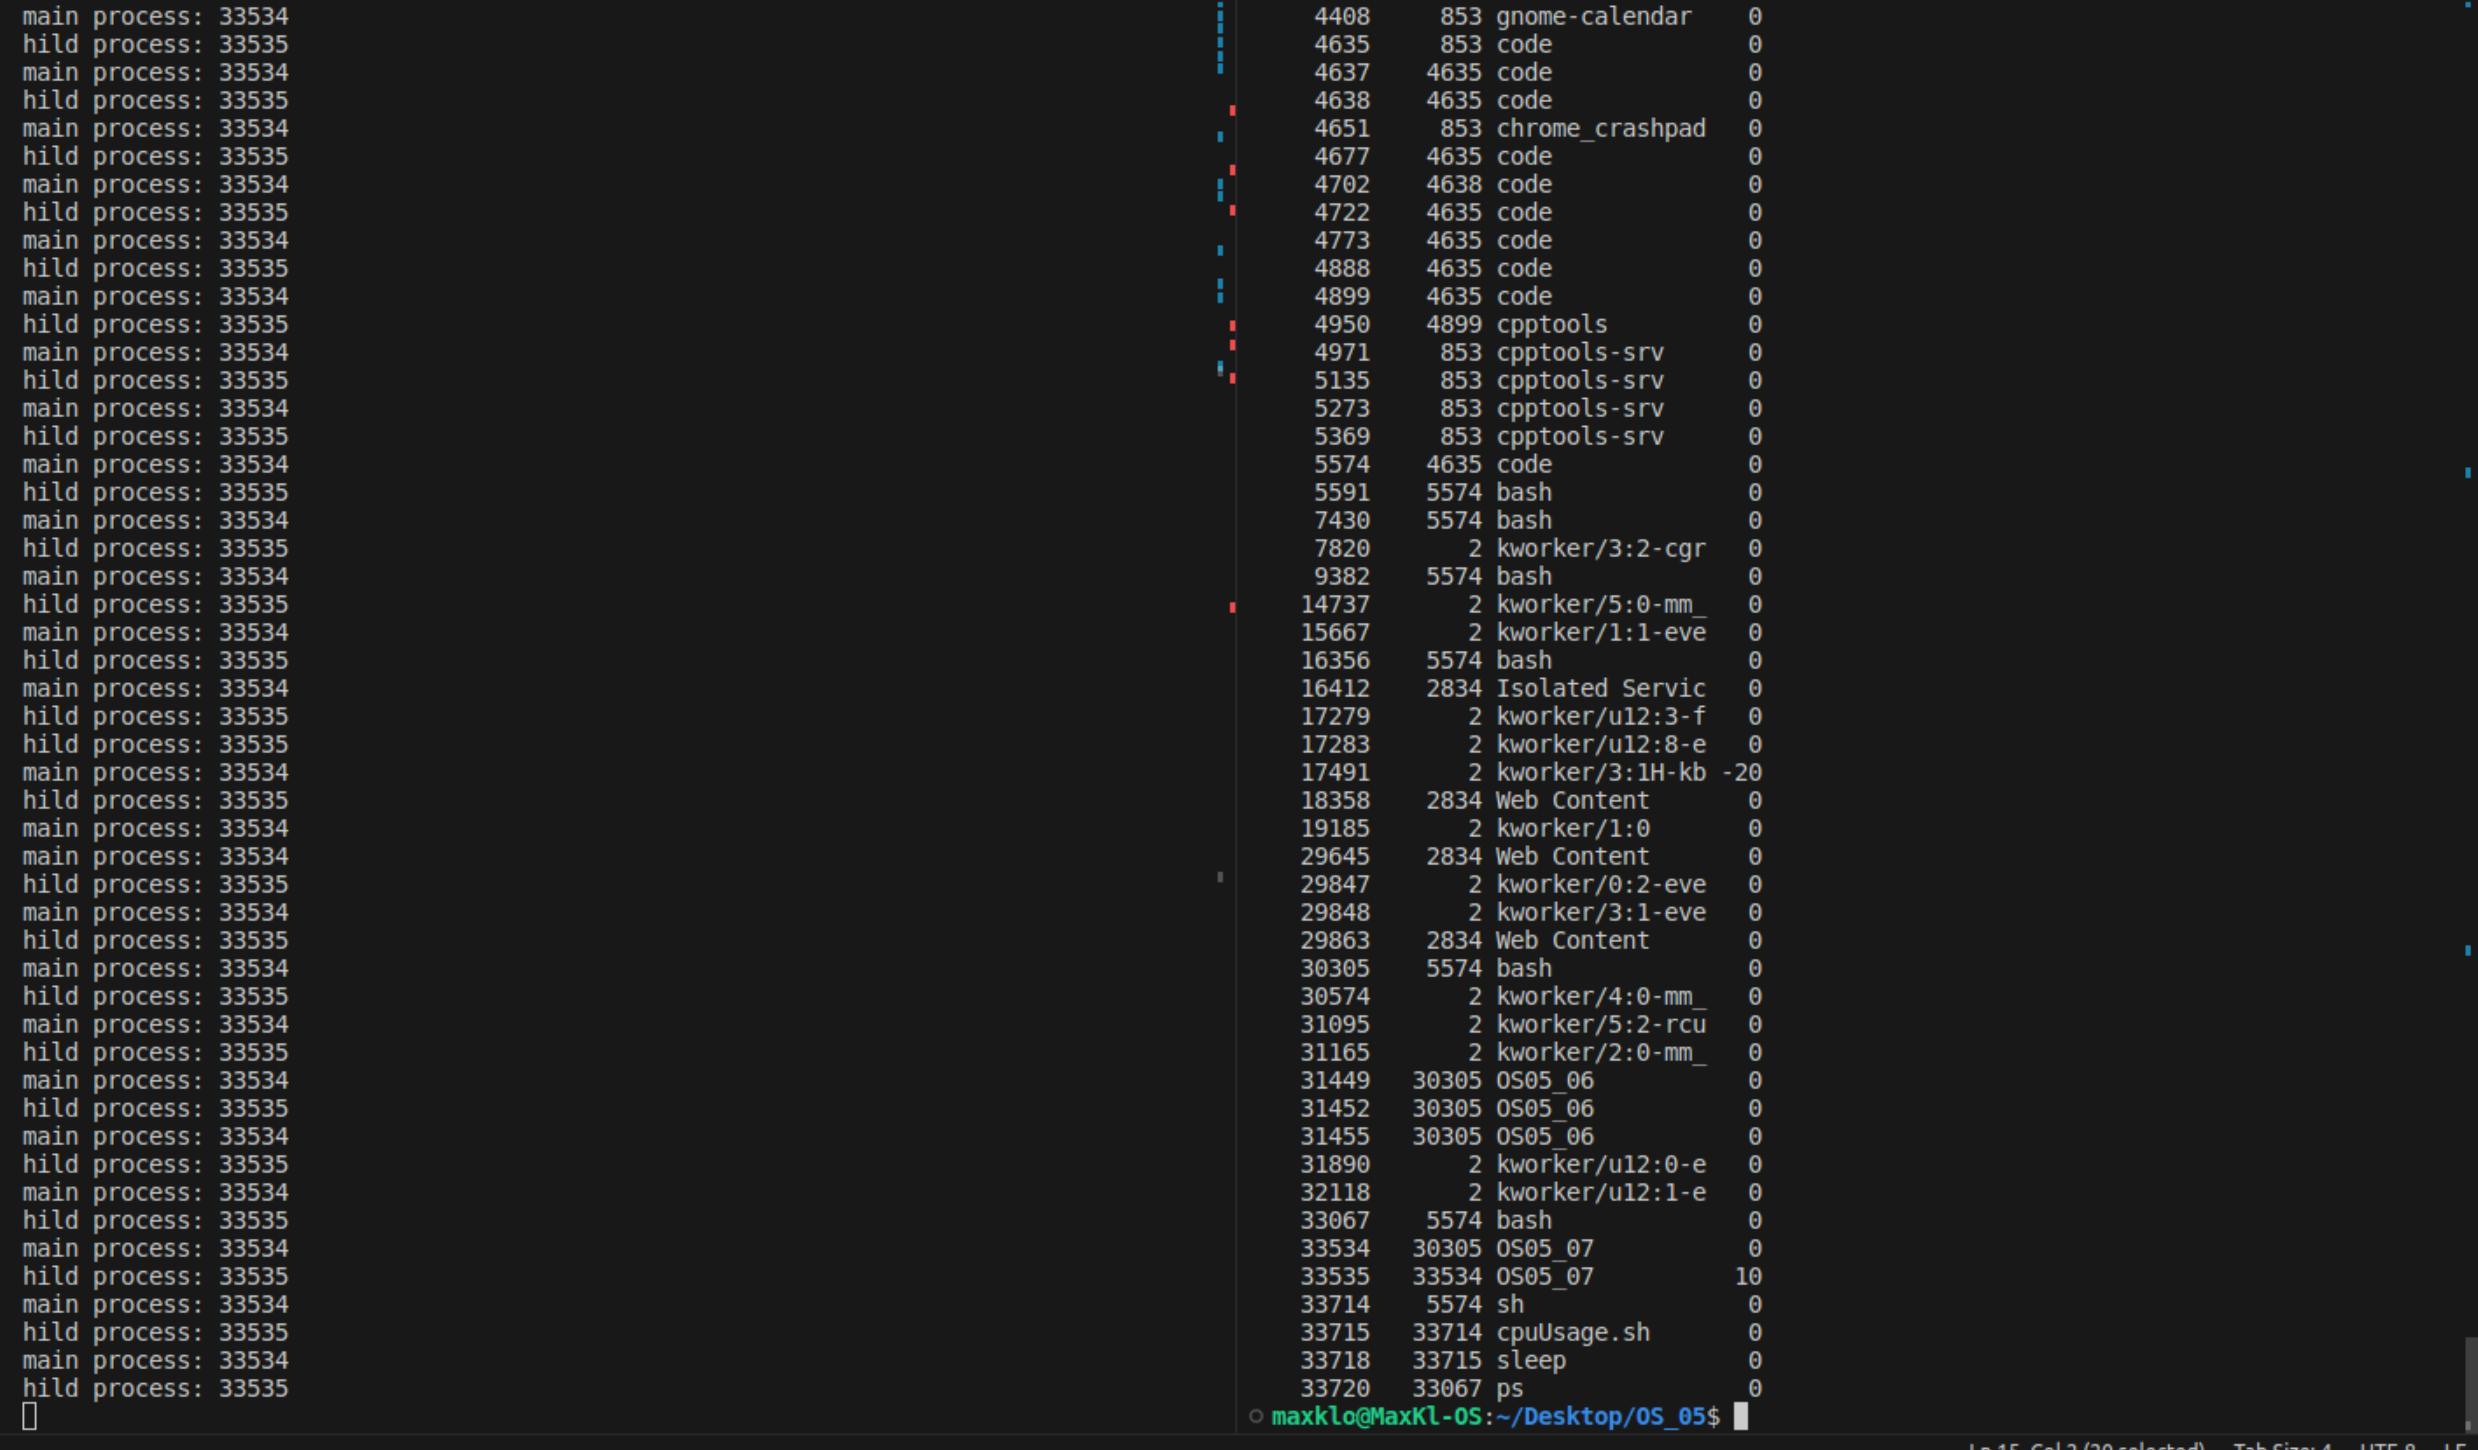 main process: 33534
hild process: 33535
main process: 33534
hild process: 33535
main process: 33534
hild process: 33535
main process: 33534
hild process: 33535
main process: 33534
hild process: 33535
main process: 33534
hild process: 33535
main process: 33534
hild process: 33535
main process: 33534
hild process: 33535
main process: 33534
hild process: 33535
main process: 33534
hild process: 33535
main process: 33534
hild process: 33535
main process: 33534
hild process: 33535
main process: 33534
hild process: 33535
hild process: 33535
main process: 33534
hild process: 33535
main process: 33534
main process: 33534
hild process: 33535
main process: 33534
hild process: 33535
main process: 33534
hild process: 33535
main process: 33534
hild process: 33535
main process: 33534
hild process: 33535
main process: 33534
hild process: 33535
main process: 33534
hild process: 33535
main process: 33534
hild process: 33535
main process: 33534
hild process: 33535
main process: 33534
hild process: 33535
4408 853 gnome-calendar 0
4635 853 code 0
4637 4635 code 0
4638 4635 code 0
4651 853 chrome_crashpad 0
4677 4635 code 0
4702 4638 code 0
4722 4635 code 0
4773 4635 code 0
4888 4635 code 0
4899 4635 code 0
4950 4899 cpptools 0
4971 853 cpptools-srv 0
5135 853 cpptools-srv 0
5273 853 cpptools-srv 0
5369 853 cpptools-srv 0
5574 4635 code 0
5591 5574 bash 0
7430 5574 bash 0
7820 2 kworker/3:2-cgr 0
9382 5574 bash 0
14737 2 kworker/5:0-mm_ 0
15667 2 kworker/1:1-eve 0
16356 5574 bash 0
16412 2834 Isolated Servic 0
17279 2 kworker/u12:3-f 0
17283 2 kworker/u12:8-e 0
17491 2 kworker/3:1H-kb -20
18358 2834 Web Content 0
19185 2 kworker/1:0 0
29645 2834 Web Content 0
29847 2 kworker/0:2-eve 0
29848 2 kworker/3:1-eve 0
29863 2834 Web Content 0
30305 5574 bash 0
30574 2 kworker/4:0-mm_ 0
31095 2 kworker/5:2-rcu 0
31165 2 kworker/2:0-mm_ 0
31449 30305 OS05_06 0
31452 30305 OS05_06 0
31455 30305 OS05_06 0
31890 2 kworker/u12:0-e 0
32118 2 kworker/u12:1-e 0
33067 5574 bash 0
33534 30305 OS05_07 0
33535 33534 OS05_07 10
33714 5574 sh 0
33715 33714 cpuUsage.sh 0
33718 33715 sleep 0
33720 33067 ps 0
maxklo@MaxKl-OS:~/Desktop/OS_05$